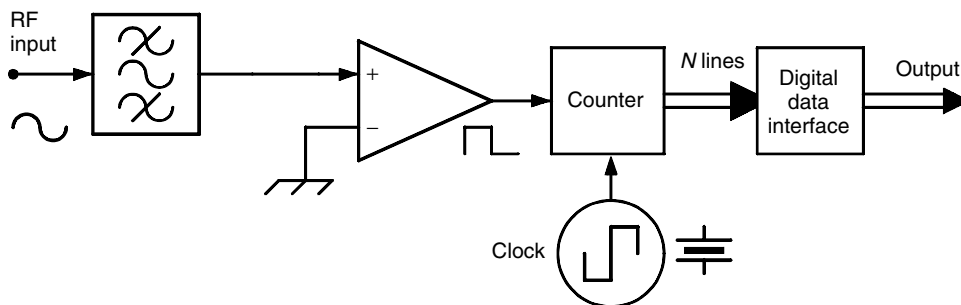 RF
input
+
−
Counter
N lines
Digital
data
interface
Output
Clock